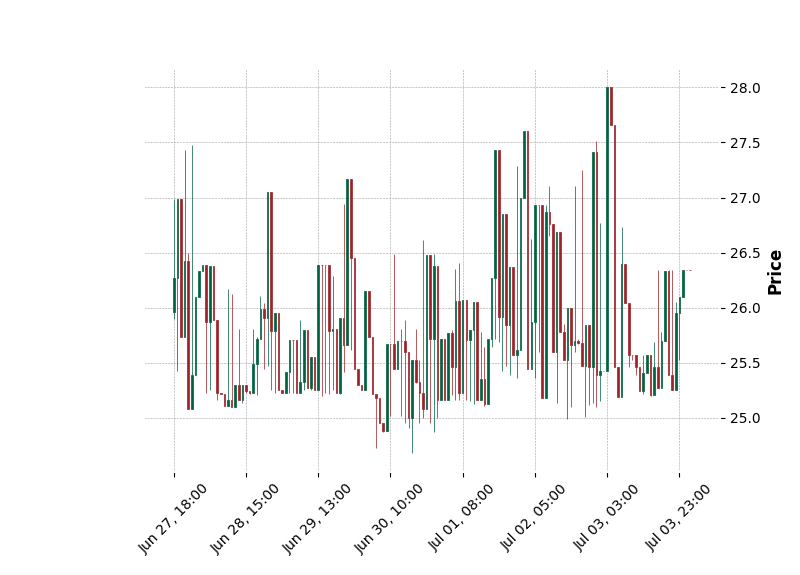 28.0
27.5
27.0
26.5
26.0
25.5
25.0
Price
Jun 27, 18:00
Jun 28, 15:00
Jun 29, 13:00
Jun 30, 10:00
Jul 01, 08:00
Jul 02, 05:00
Jul 03, 03:00
Jul 03, 23:00